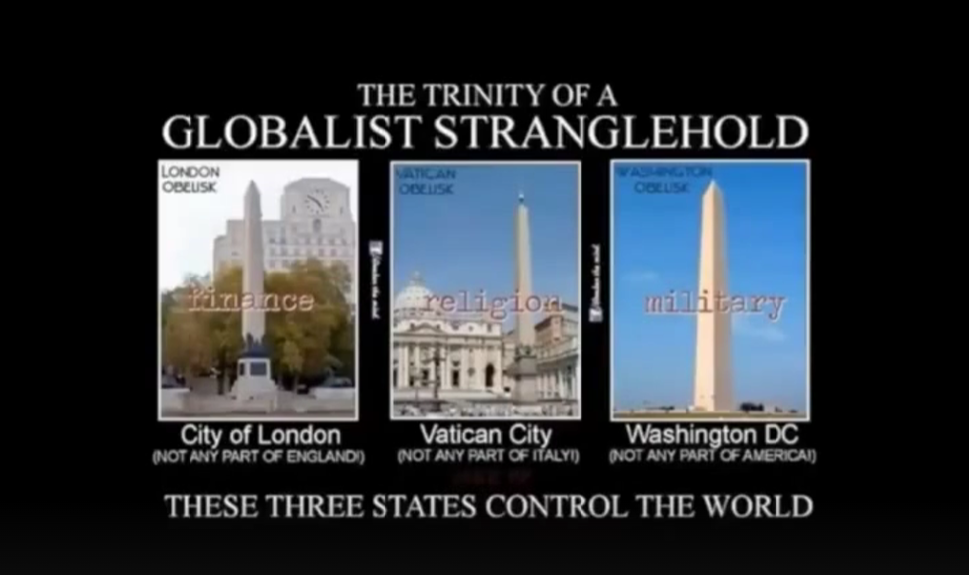 THE TRINITY OF A
GLOBALIST STRANGLEHOLD
LONDON
OBELISK
finance
City of London
(NOT ANY PART OF ENGLAND!)
VATICAN
OBELISK
religion
Vatican City
(NOT ANY PART OF ITALY!)
WASHINGTON
OBELISK
military
Washington DC
(NOT ANY PART OF AMERICA!)
THESE THREE STATES CONTROL THE WORLD